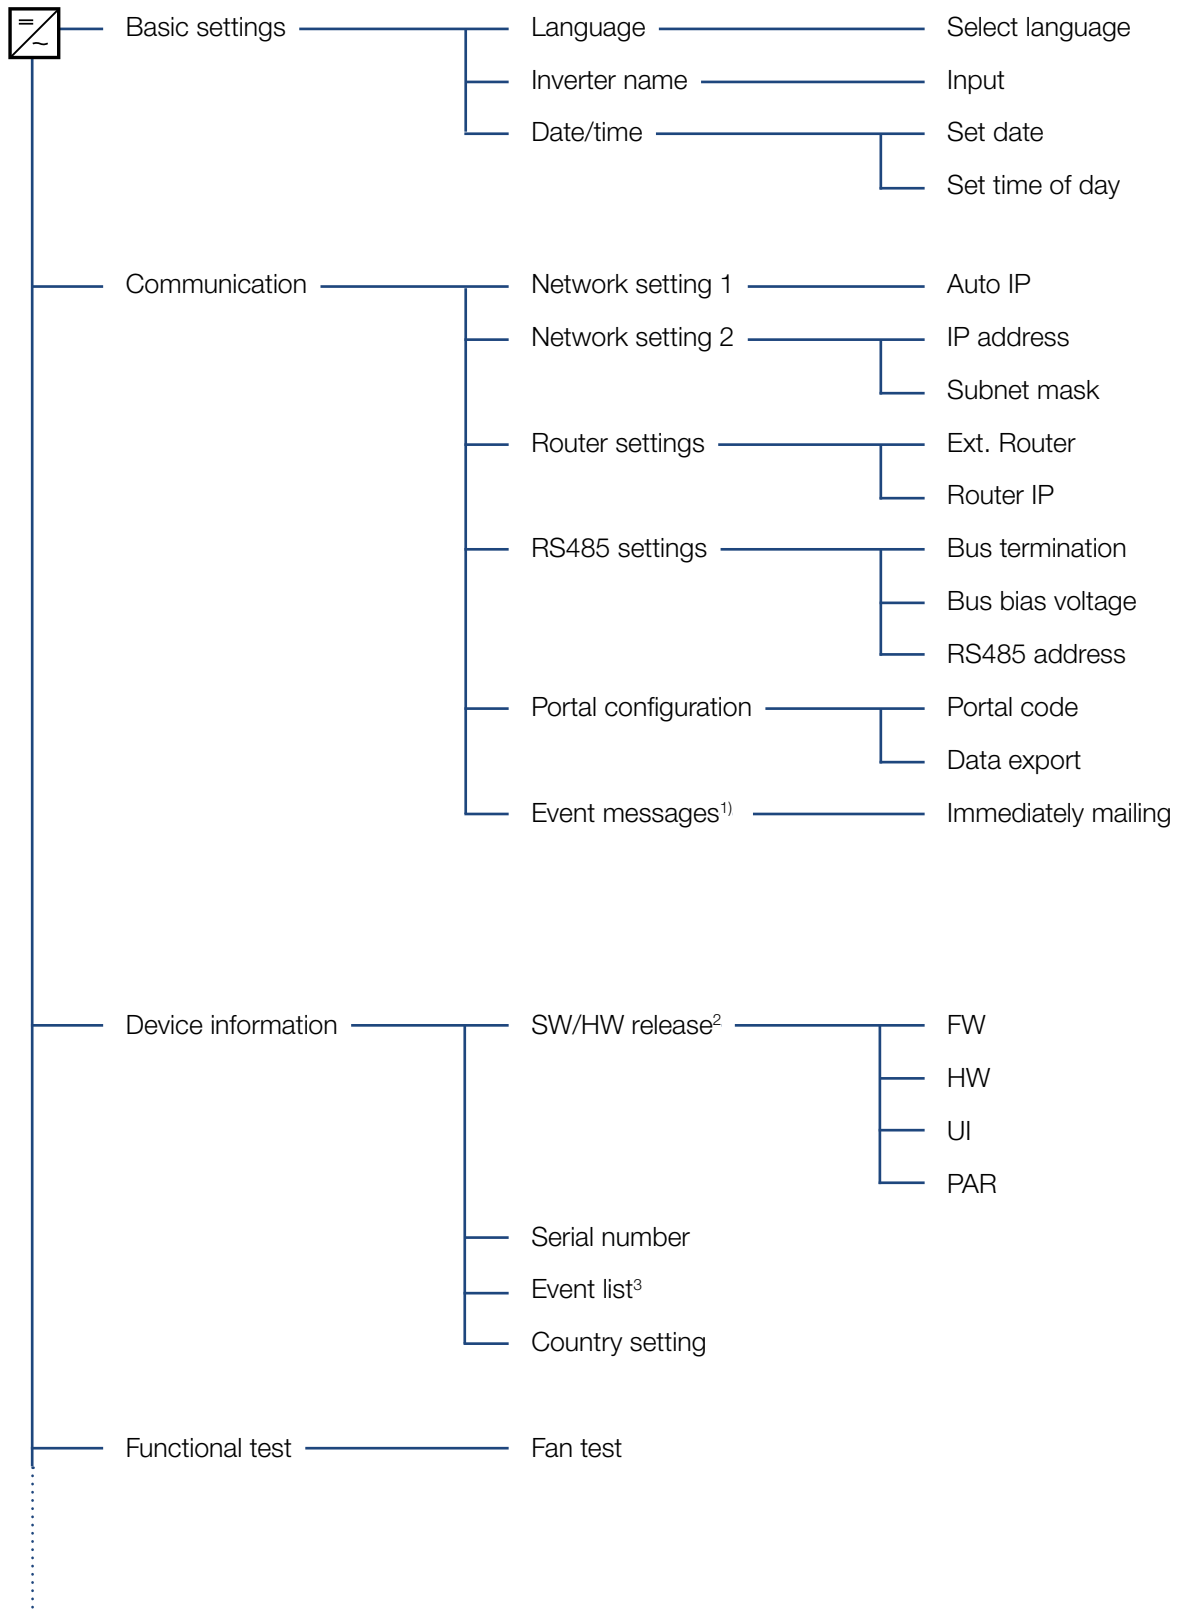 Basic settings Language Select language
Inverter name Input
Date/time Set date
Set time of day
Communication Network setting 1 Auto IP
Network setting 2 IP address
Subnet mask
Router settings Ext. Router
Router IP
RS485 settings Bus termination
Bus bias voltage
RS485 address
Portal configuration Portal code
Data export
Event messages1) Immediately mailing
Device information SW/HW release2 FW
HW
UI
PAR
Serial number
Event list3
Country setting
Functional test Fan test